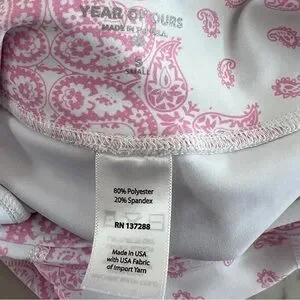 YEAR OF OURS
MADE IN THE U.S.A.
S
SMALL
80% Polyester
20% Spandex
RN 137288
Made in USA
with USA Fabric
of Import Yarn